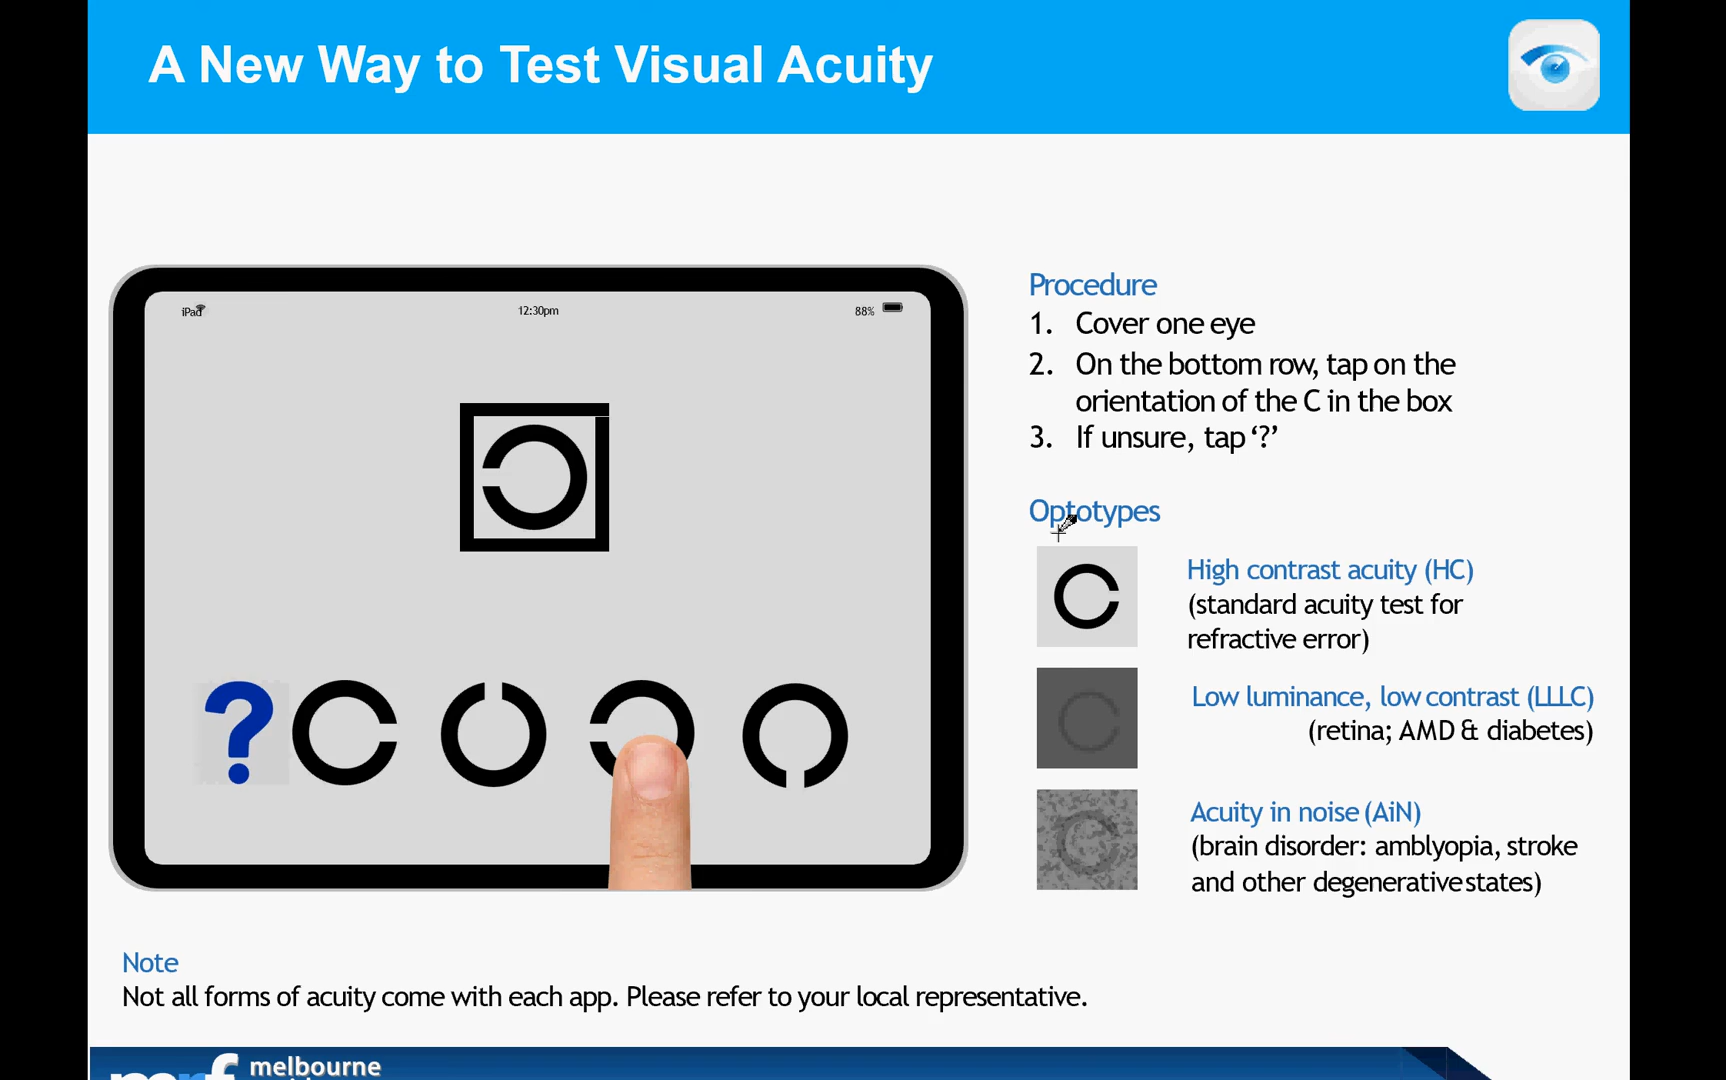 A New Way to Test Visual Acuity
iPad
12:30pm
88%
?
Procedure
1. Cover one eye
2. On the bottom row, tap on the
orientation of the C in the box
3. If unsure, tap ‘?’
Optotypes
High contrast acuity (HC)
(standard acuity test for
refractive error)
Low luminance, low contrast (LLLC)
(retina; AMD & diabetes)
Acuity in noise (AiN)
(brain disorder: amblyopia, stroke
and other degenerative states)
Note
Not all forms of acuity come with each app. Please refer to your local representative.
melbourne